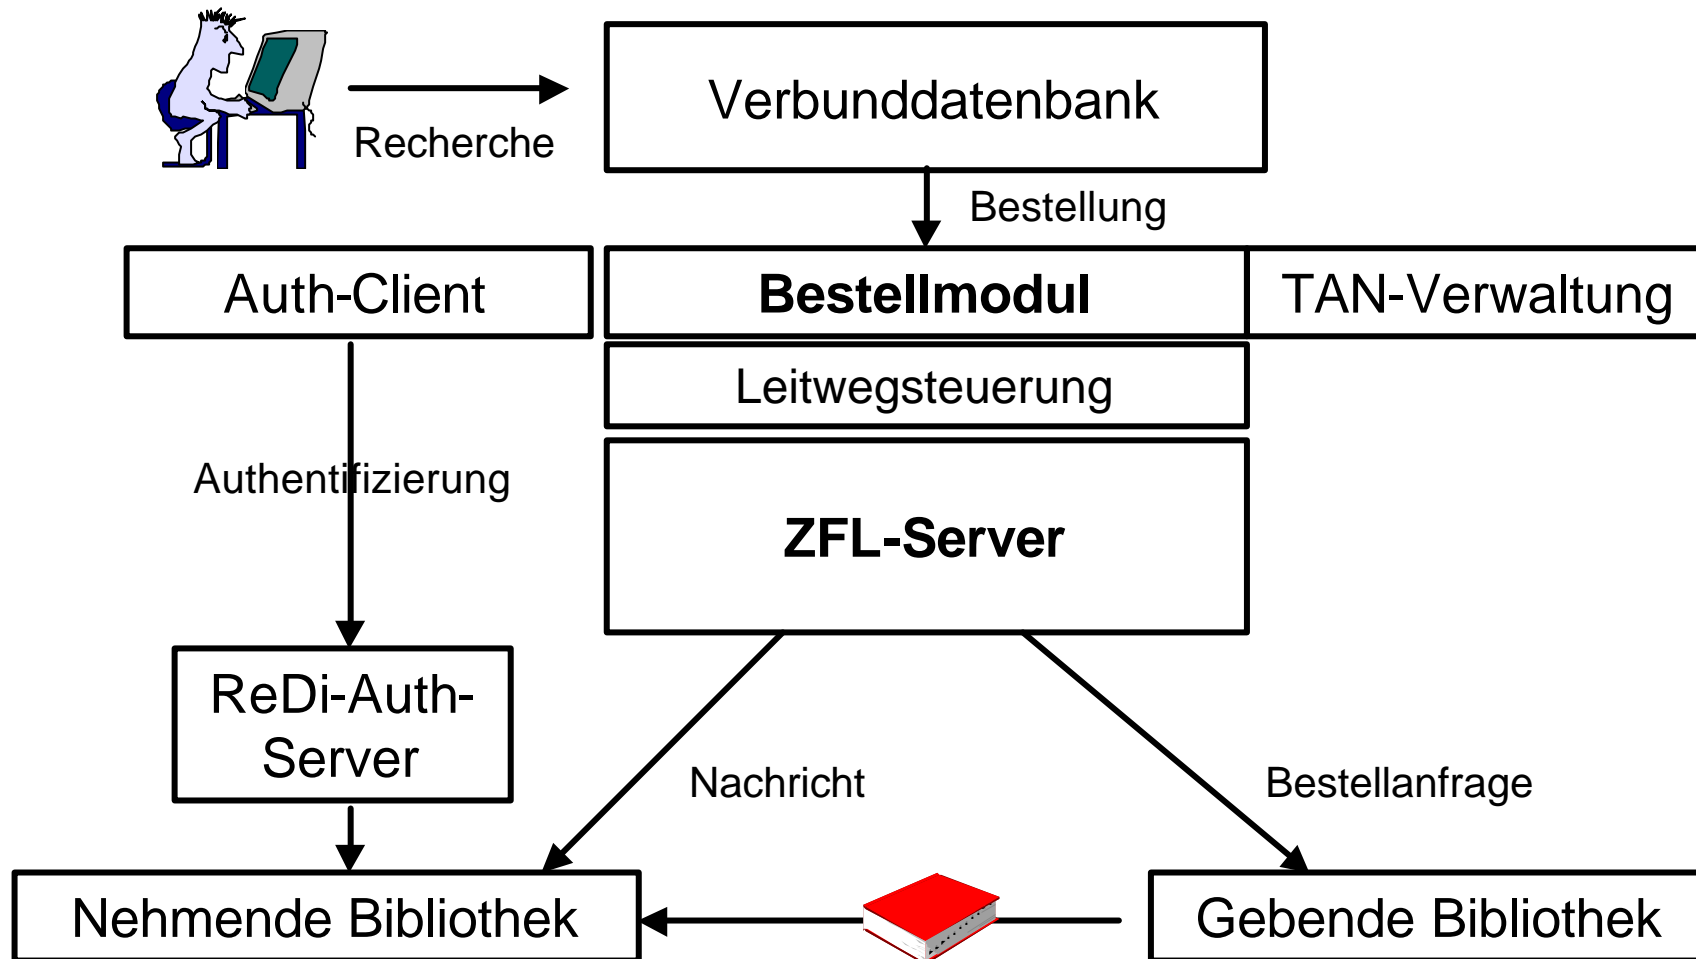 Verbunddatenbank
Recherche
Bestellung
Auth-Client
Bestellmodul
TAN-Verwaltung
Leitwegsteuerung
Authentifizierung
ZFL-Server
ReDi-Auth-
Server
Nachricht
Bestellanfrage
Nehmende Bibliothek
Gebende Bibliothek